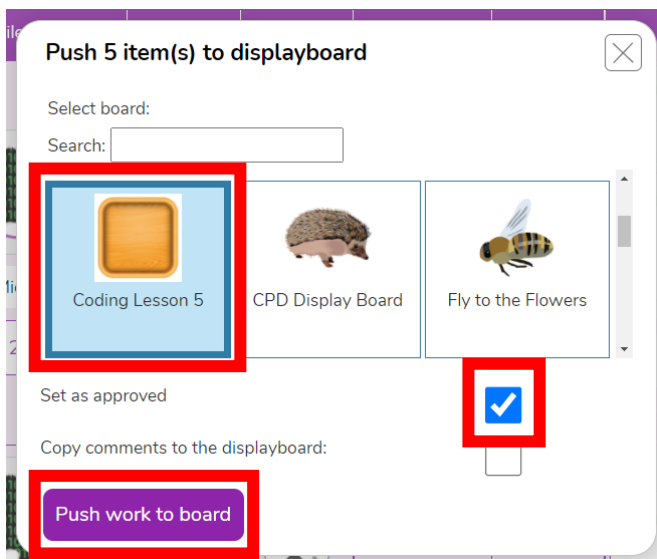 Push 5 item(s) to displayboard
Select board:
Search:
Coding Lesson 5
CPD Display Board
Fly to the Flowers
Set as approved
Copy comments to the displayboard:
Push work to board